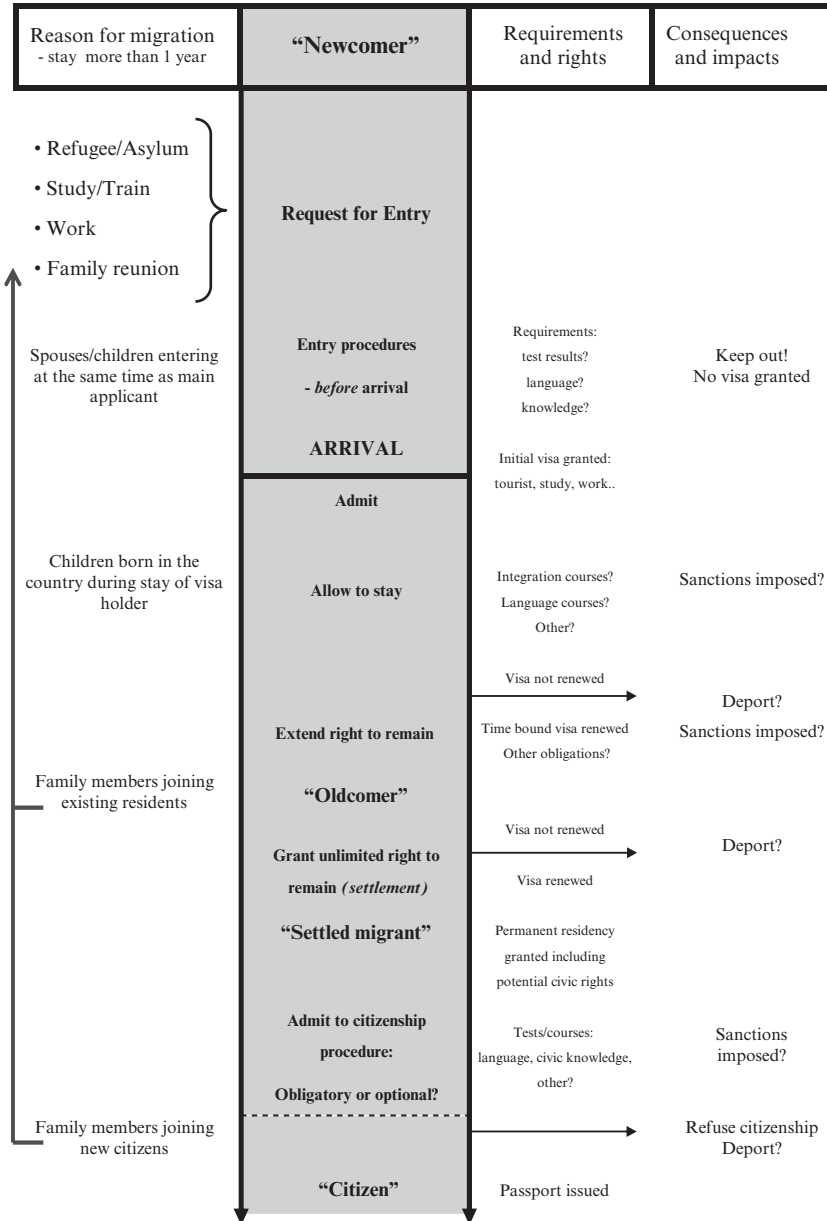 Reason for migration
- stay more than 1 year
“Newcomer”
Requirements
and rights
Consequences
and impacts
• Refugee/Asylum
• Study/Train
• Work
• Family reunion
Request for Entry
Spouses/children entering
at the same time as main
applicant
Entry procedures
- before arrival
Requirements:
test results?
language?
knowledge?
Keep out!
No visa granted
ARRIVAL
Initial visa granted:
tourist, study, work..
Admit
Children born in the
country during stay of visa
holder
Allow to stay
Integration courses?
Language courses?
Other?
Sanctions imposed?
Visa not renewed
Deport?
Extend right to remain
Time bound visa renewed
Other obligations?
Sanctions imposed?
Family members joining
existing residents
“Oldcomer”
Visa not renewed
Deport?
Grant unlimited right to
remain (settlement)
Visa renewed
“Settled migrant”
Permanent residency
granted including
potential civic rights
Admit to citizenship
procedure:
Obligatory or optional?
Tests/courses:
language, civic knowledge,
other?
Sanctions
imposed?
Family members joining
new citizens
Refuse citizenship
Deport?
“Citizen”
Passport issued